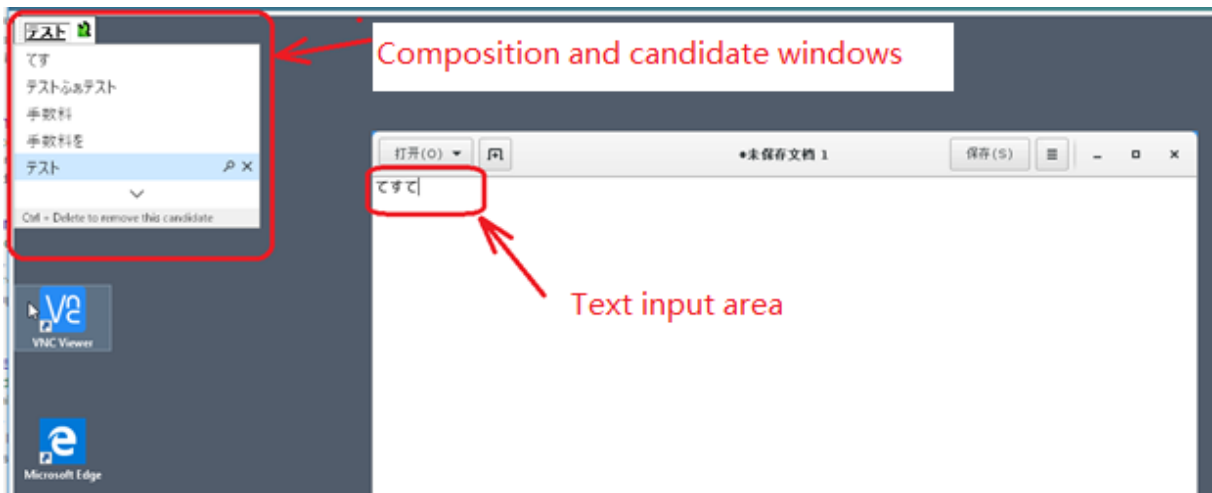 テスト
てす
テストふぁテスト
手数料
手数料を
テスト
Ctrl + Delete to remove this candidate
Composition and candidate windows
打开(O)
•未保存文档 1
保存(S)
てすて
Text input area
VNC Viewer
Microsoft Edge